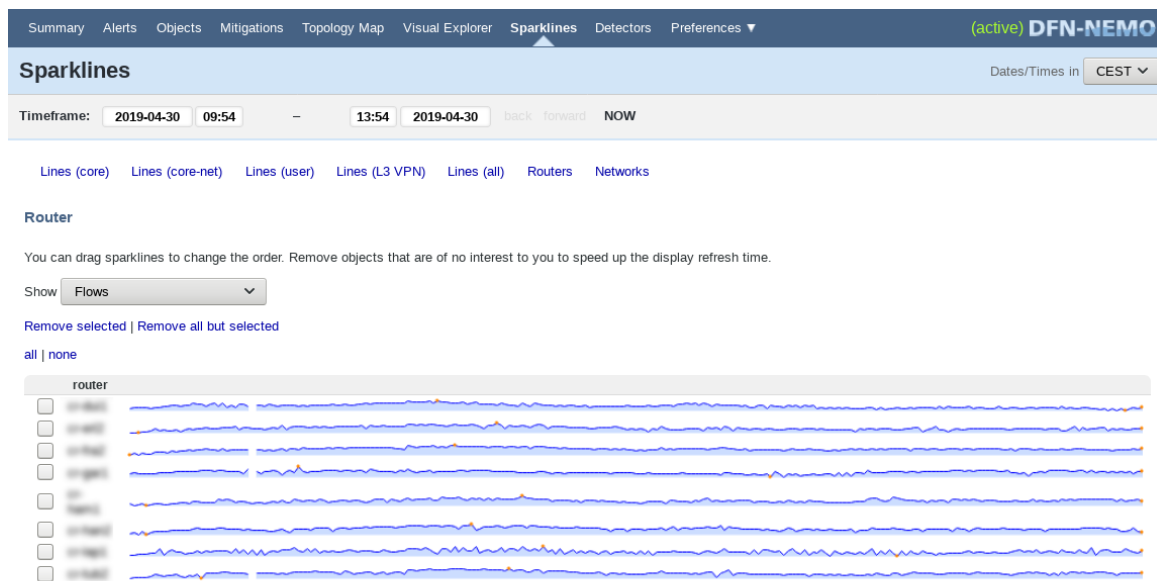 Summary Alerts Objects Mitigations Topology Map Visual Explorer Sparklines Detectors Preferences ▼ (active) DFN-NEMO
Sparklines Dates/Times in CEST
Timeframe: 2019-04-30 09:54 – 13:54 2019-04-30 back forward NOW
Lines (core) Lines (core-net) Lines (user) Lines (L3 VPN) Lines (all) Routers Networks
Router
You can drag sparklines to change the order. Remove objects that are of no interest to you to speed up the display refresh time.
Show Flows
Remove selected | Remove all but selected
all | none
router